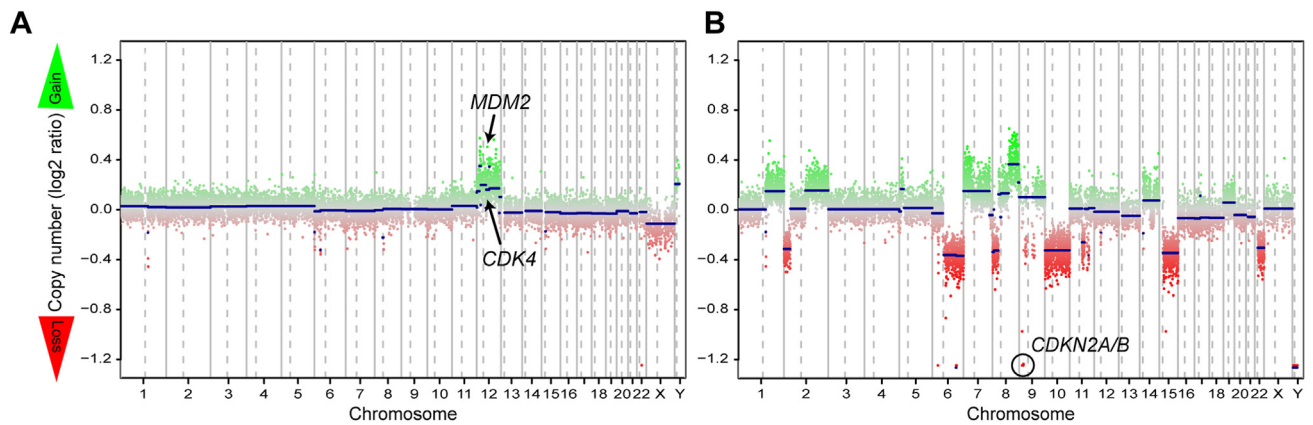 A
B
Gain
Copy number (log2 ratio)
Loss
1.2
0.8
0.4
0.0
−0.4
−0.8
−1.2
MDM2
CDK4
1 2 3 4 5 6 7 8 9 10 11 12 13 14 15 16 18 20 22 X Y
Chromosome
1.2
0.8
0.4
0.0
−0.4
−0.8
−1.2
CDKN2A/B
1 2 3 4 5 6 7 8 9 10 11 12 13 14 15 16 18 20 22 X Y
Chromosome